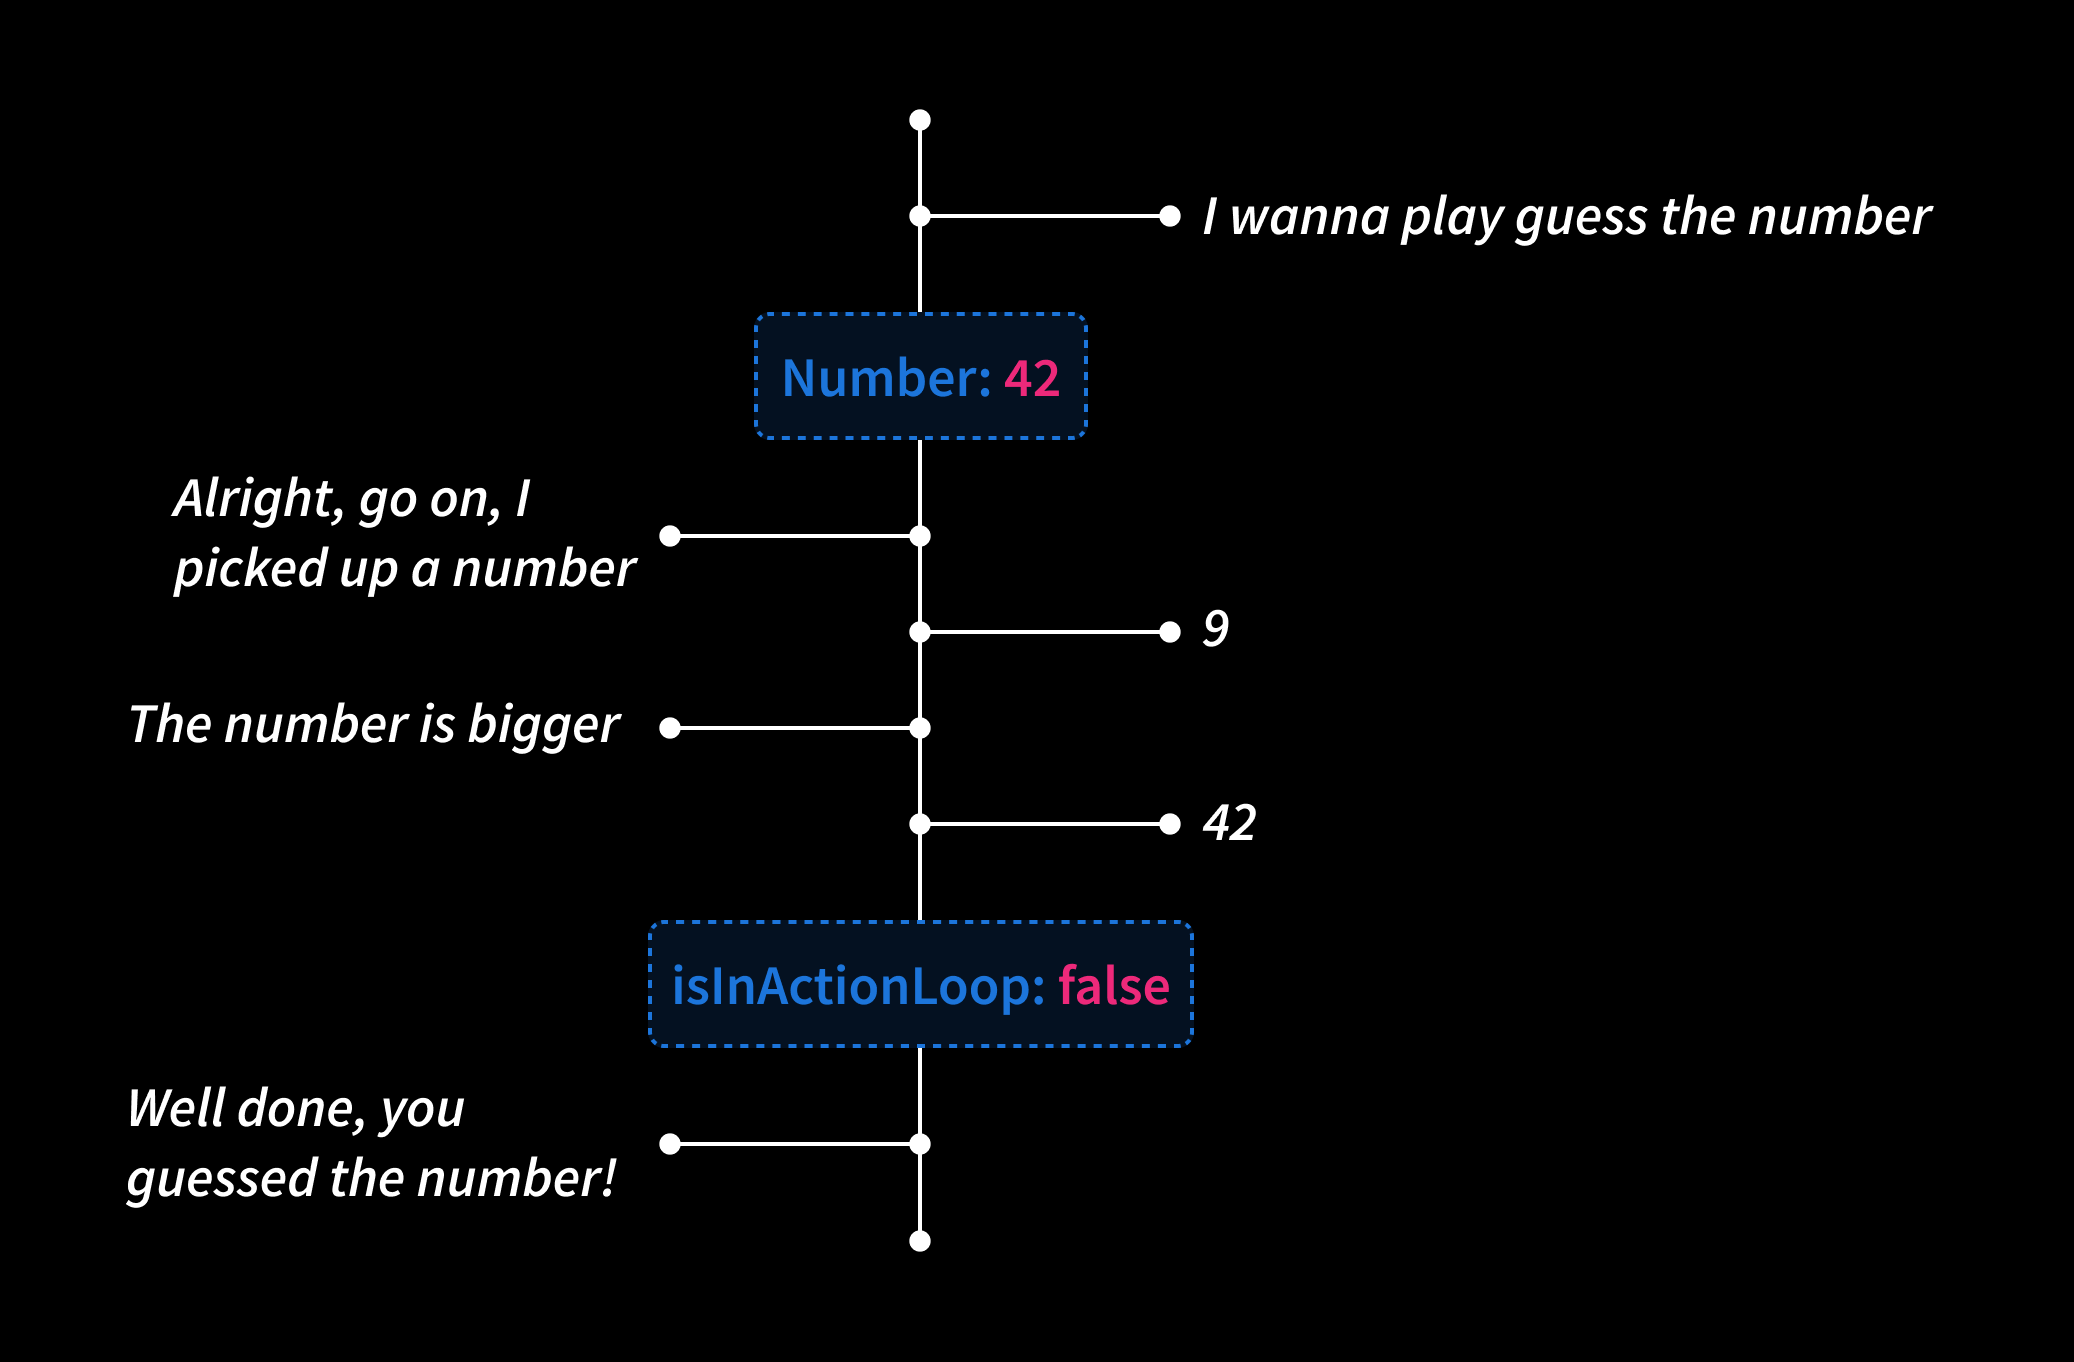 I wanna play guess the number
Number: 42
Alright, go on, I
picked up a number
9
The number is bigger
42
isInActionLoop: false
Well done, you
guessed the number!